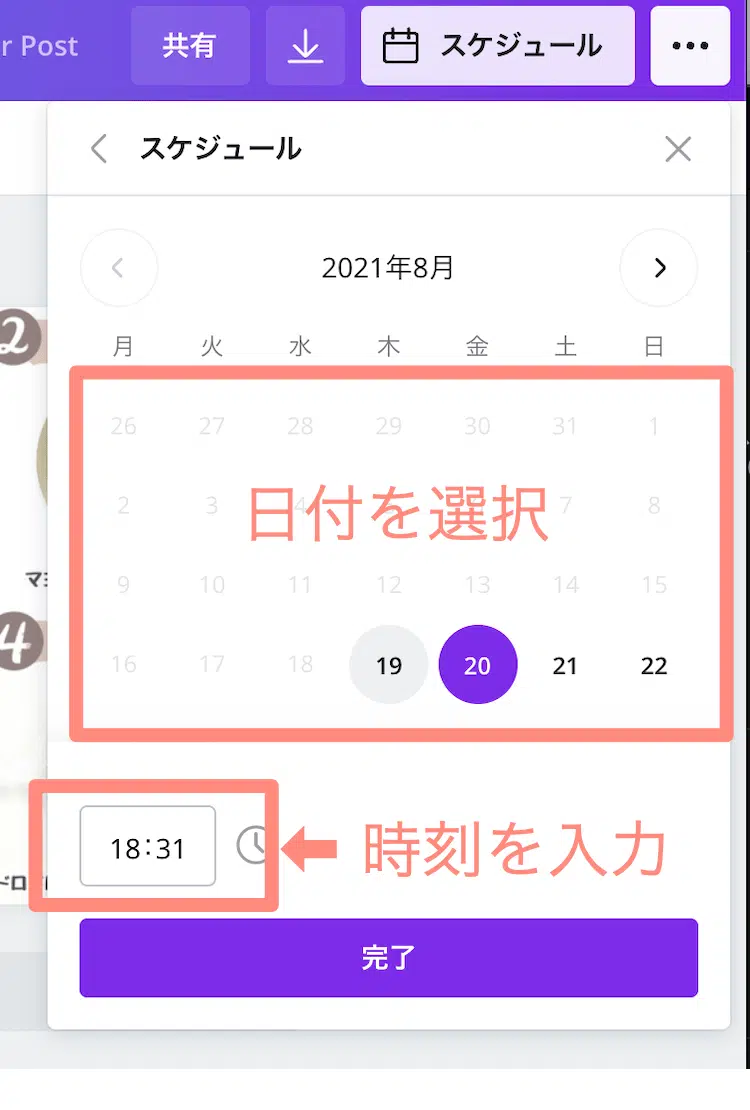 r Post 共有 スケジュール
スケジュール
2021年8月
月 火 水 木 金 土 日
26 27 28 29 30 31 1
2 3 4 7 8
日付を選択
9 10 11 12 13 14 15
16 17 18 19 20 21 22
18:31
時刻を入力
完了
2
マヨ
4
ドロ